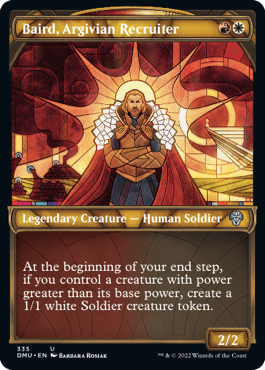 Baird, Argivian Recruiter
Legendary Creature — Human Soldier
At the beginning of your end step,
if you control a creature with power
greater than its base power, create a
1/1 white Soldier creature token.
2/2
335 U
DMU • EN Barbara Rosiak
™ & © 2022 Wizards of the Coast